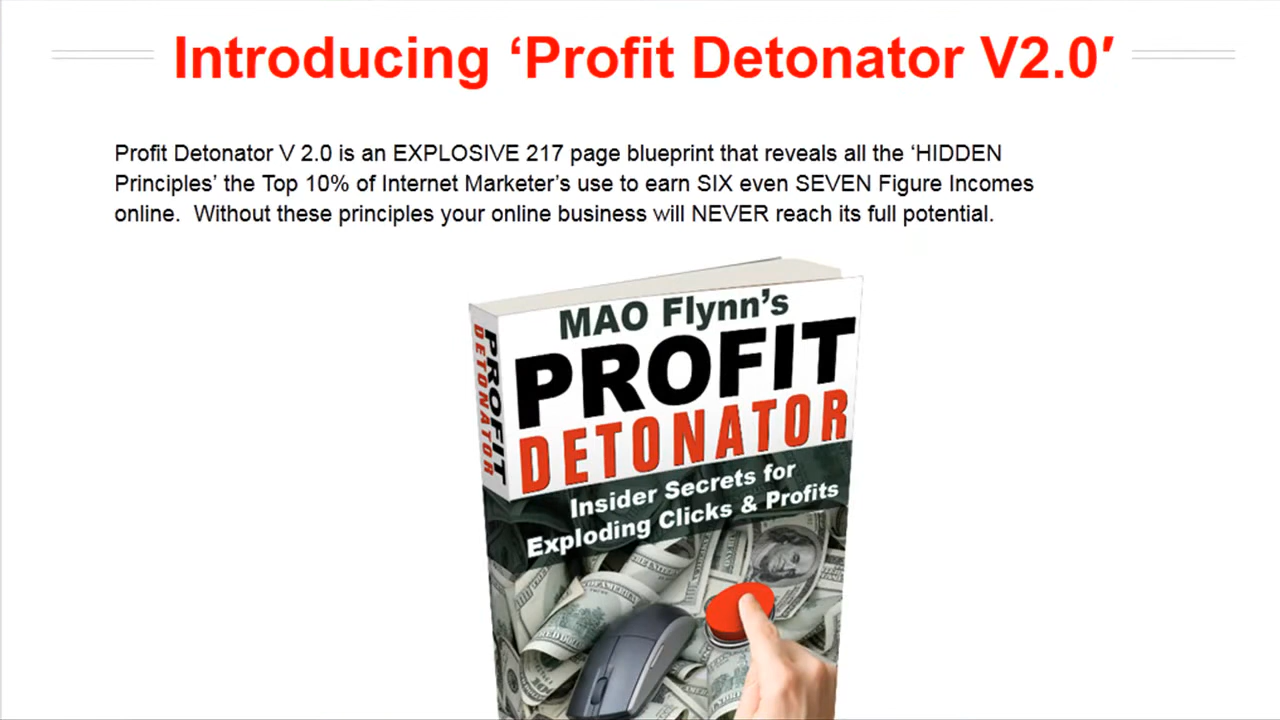 Introducing ‘Profit Detonator V2.0′
Profit Detonator V 2.0 is an EXPLOSIVE 217 page blueprint that reveals all the ‘HIDDEN
Principles’ the Top 10% of Internet Marketer’s use to earn SIX even SEVEN Figure Incomes
online. Without these principles your online business will NEVER reach its full potential.
MAO Flynn’s
PROFIT
DETONATOR
Insider Secrets for
Exploding Clicks & Profits
PROFIT
DETONATOR